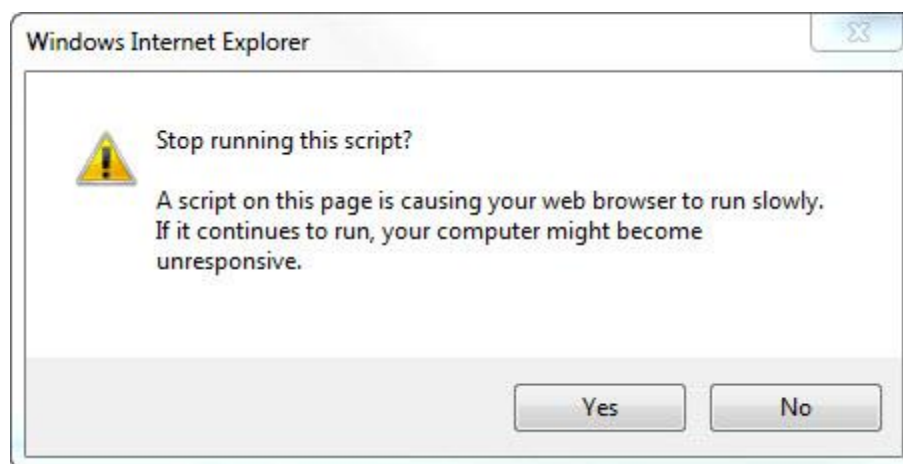 Windows Internet Explorer
Stop running this script?
A script on this page is causing your web browser to run slowly.
If it continues to run, your computer might become
unresponsive.
Yes No